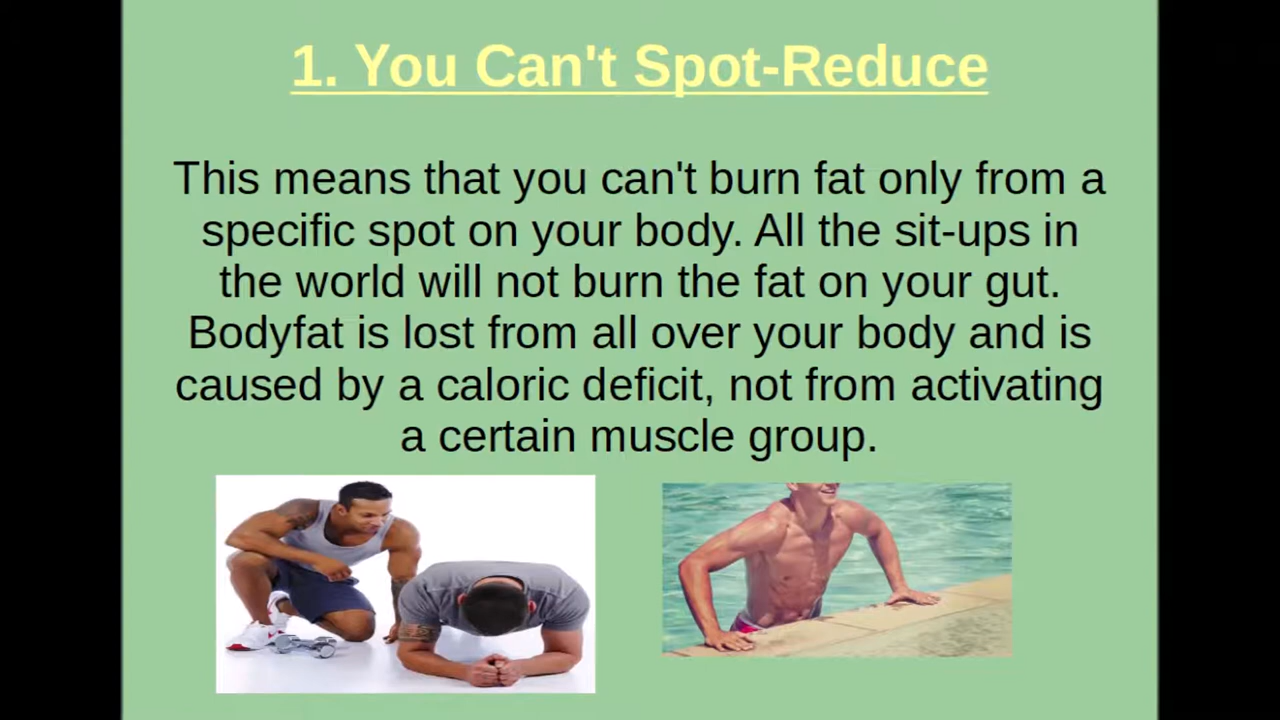 1. You Can't Spot-Reduce
This means that you can't burn fat only from a
specific spot on your body. All the sit-ups in
the world will not burn the fat on your gut.
Bodyfat is lost from all over your body and is
caused by a caloric deficit, not from activating
a certain muscle group.